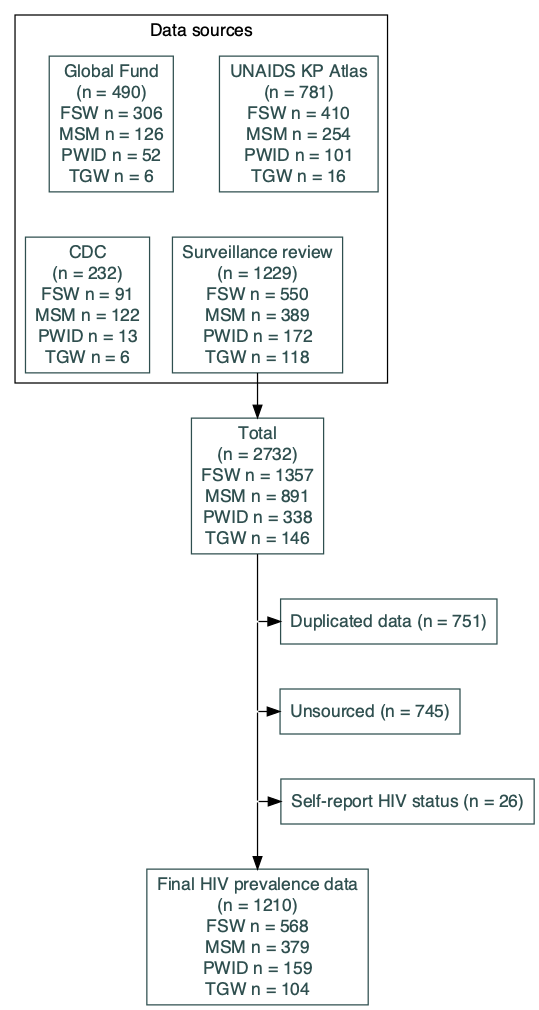 Data sources
Global Fund
(n = 490)
FSW n = 306
MSM n = 126
PWID n = 52
TGW n = 6
UNAIDS KP Atlas
(n = 781)
FSW n = 410
MSM n = 254
PWID n = 101
TGW n = 16
CDC
(n = 232)
FSW n = 91
MSM n = 122
PWID n = 13
TGW n = 6
Surveillance review
(n = 1229)
FSW n = 550
MSM n = 389
PWID n = 172
TGW n = 118
Total
(n = 2732)
FSW n = 1357
MSM n = 891
PWID n = 338
TGW n = 146
Duplicated data (n = 751)
Unsourced (n = 745)
Self-report HIV status (n = 26)
Final HIV prevalence data
(n = 1210)
FSW n = 568
MSM n = 379
PWID n = 159
TGW n = 104